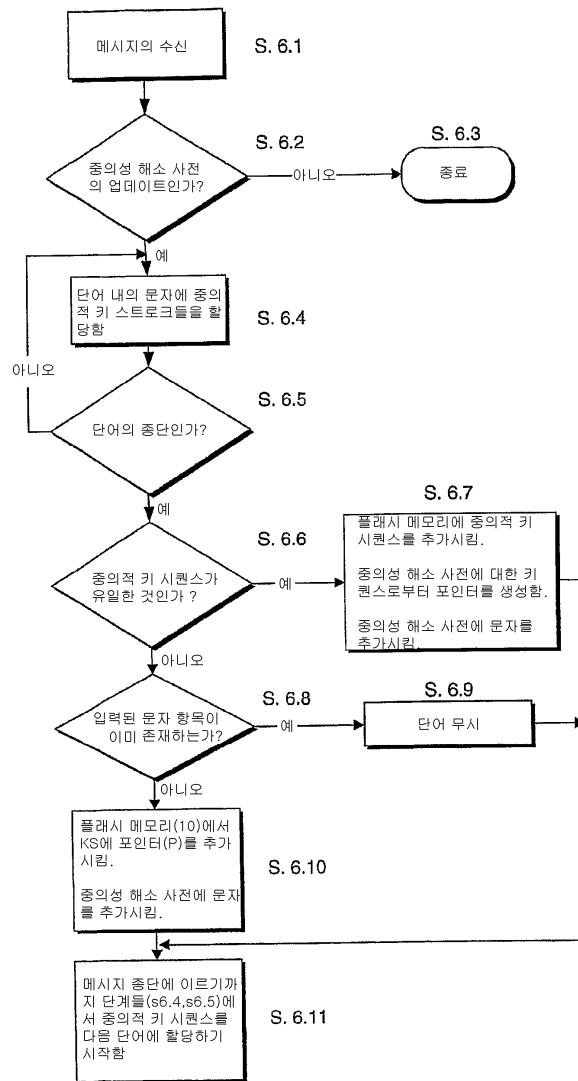 메시지의 수신
S. 6.1
중의성 해소 사전
의 업데이트인가?
S. 6.2
아니오
S. 6.3
종료
예
단어 내의 문자에 중의
적 키 스트로크들을 할
당함
S. 6.4
아니오
단어의 종단인가?
S. 6.5
예
중의적 키 시퀀스가
유일한 것인가 ?
S. 6.6
예
S. 6.7
플래시 메모리에 중의적 키
시퀀스를 추가시킴.
중의성 해소 사전에 대한 키
퀀스로부터 포인터를 생성함.
중의성 해소 사전에 문자를
추가시킴.
아니오
입력된 문자 항목이
이미 존재하는가?
S. 6.8
예
S. 6.9
단어 무시
아니오
플래시 메모리(10)에서
KS에 포인터(P)를 추가
시킴.
중의성 해소 사전에 문자
를 추가시킴.
S. 6.10
메시지 종단에 이르기까
지 단계들(s6.4,s6.5)에
서 중의적 키 시퀀스를
다음 단어에 할당하기
시작함
S. 6.11